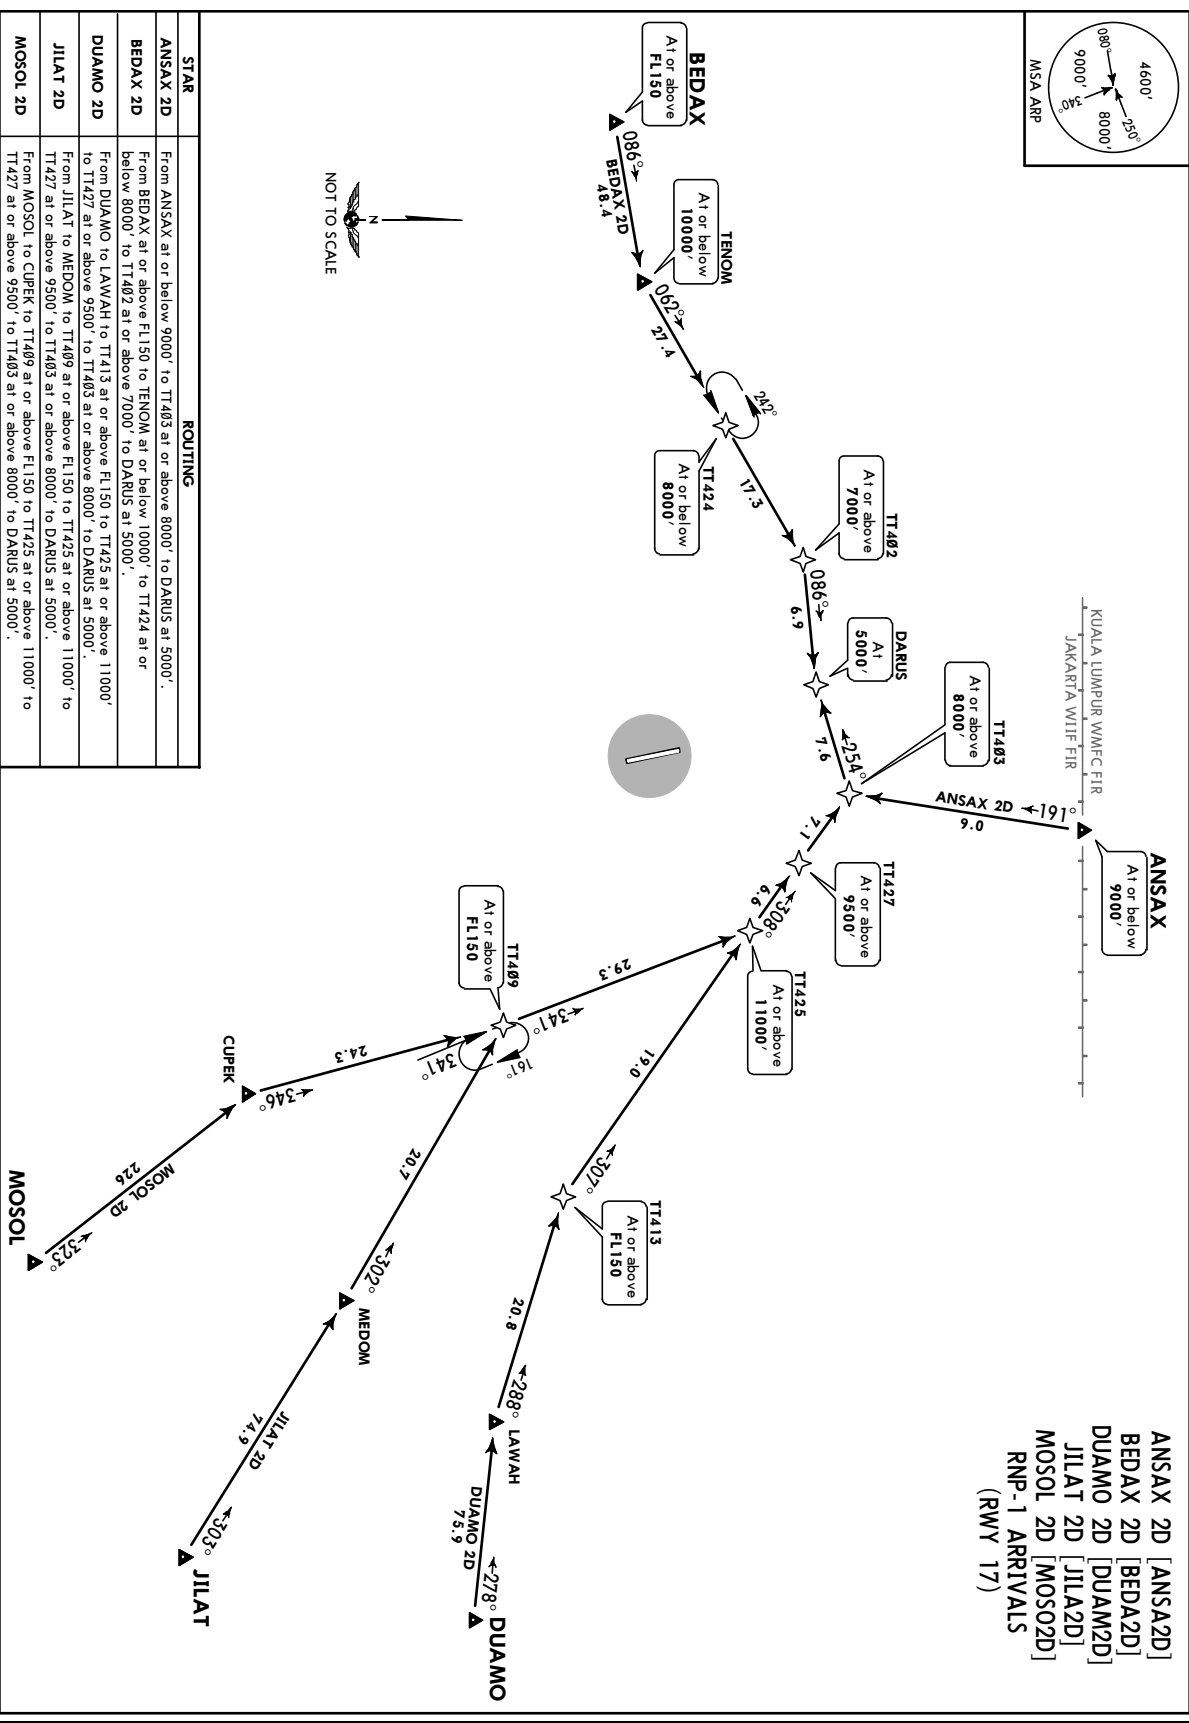 ANSAX 2D [ANSA2D]
BEDAX 2D [BEDA2D]
DUAMO 2D [DUAM2D]
JILAT 2D [JILA2D]
MOSOL 2D [MOSO2D]
RNP-1 ARRIVALS
(RWY 17)
4600'
080°
250°
9000'
8000'
340°
MSA ARP
KUALA LUMPUR WMFC FIR
JAKARTA WIIF FIR
ANSAX
At or below
9000'
191°
ANSAX 2D
9.0
BEDAX
At or above
FL150
086°
BEDAX 2D
48.4
TENOM
At or below
10000'
062°
27.4
242°
TT424
At or below
8000'
17.3
TT4Ø2
At or above
7000'
086°
6.9
DARUS
At
5000'
TT4Ø3
At or above
8000'
254°
7.6
7.1
TT427
At or above
9500'
6.6
308°
TT425
At or above
11000'
29.3
341°
TT4Ø9
At or above
FL150
341°
161°
19.0
307°
TT413
At or above
FL150
20.8
288°
LAWAH
DUAMO 2D
75.9
278°
DUAMO
20.7
302°
MEDOM
JILAT 2D
74.9
303°
JILAT
24.3
346°
CUPEK
MOSOL 2D
226
323°
MOSOL
N
NOT TO SCALE
STAR
ROUTING
ANSAX 2D
From ANSAX at or below 9000' to TT4Ø3 at or above 8000' to DARUS at 5000'.
BEDAX 2D
From BEDAX at or above FL150 to TENOM at or below 10000' to TT424 at or
below 8000' to TT4Ø2 at or above 7000' to DARUS at 5000'.
DUAMO 2D
From DUAMO to LAWAH to TT413 at or above FL150 to TT425 at or above 11000'
to TT427 at or above 9500' to TT4Ø3 at or above 8000' to DARUS at 5000'.
JILAT 2D
From JILAT to MEDOM to TT4Ø9 at or above FL150 to TT425 at or above 11000' to
TT427 at or above 9500' to TT4Ø3 at or above 8000' to DARUS at 5000'.
MOSOL 2D
From MOSOL to CUPEK to TT4Ø9 at or above FL150 to TT425 at or above 11000' to
TT427 at or above 9500' to TT4Ø3 at or above 8000' to DARUS at 5000'.